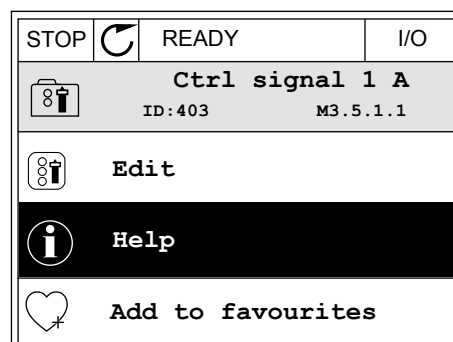 STOP READY I/O
Ctrl signal 1 A
ID:403 M3.5.1.1
Edit
Help
Add to favourites